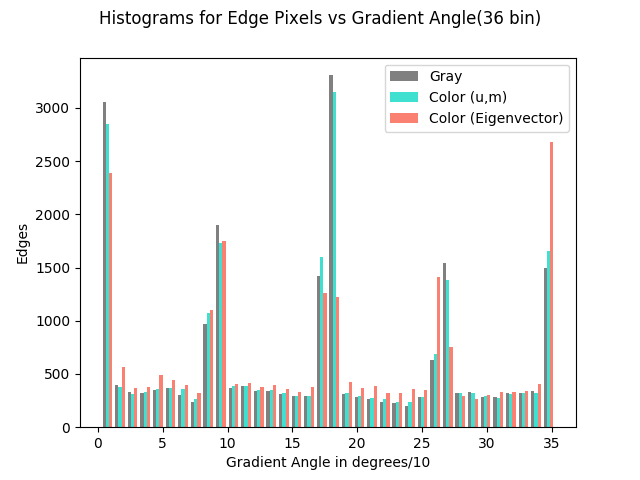 Histograms for Edge Pixels vs Gradient Angle(36 bin)
Gray
Color (u,m)
Color (Eigenvector)
3000
2500
2000
1500
1000
500
0
Edges
0 5 10 15 20 25 30 35
Gradient Angle in degrees/10